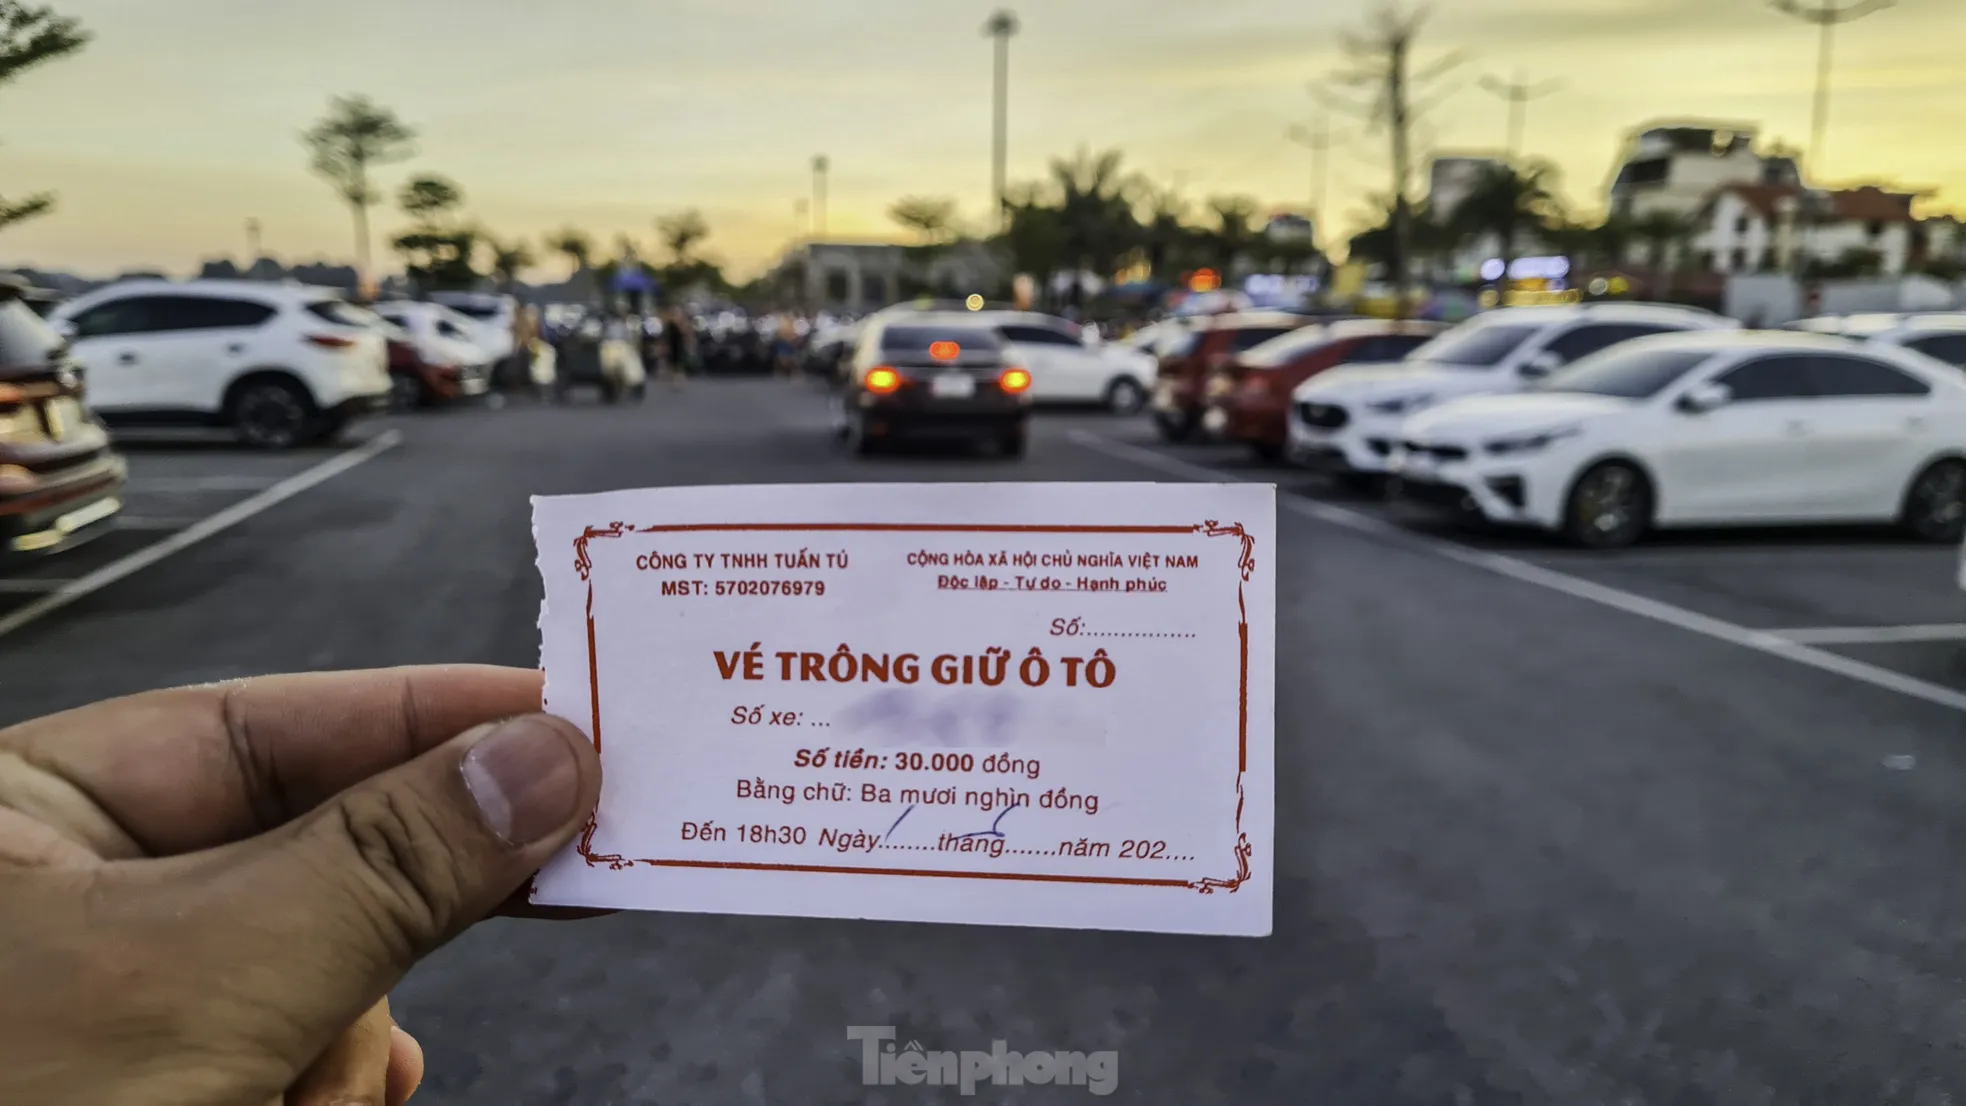 CÔNG TY TNHH TUẤN TÚ
MST: 5702076979
CỘNG HÒA XÃ HỘI CHỦ NGHĨA VIỆT NAM
Độc lập - Tự do - Hạnh phúc
Số:.................
VÉ TRÔNG GIỮ Ô TÔ
Số xe: ...
Số tiền: 30.000 đồng
Bằng chữ: Ba mươi nghìn đồng
Đến 18h30 Ngày........tháng.......năm 202....
Tiềnphong